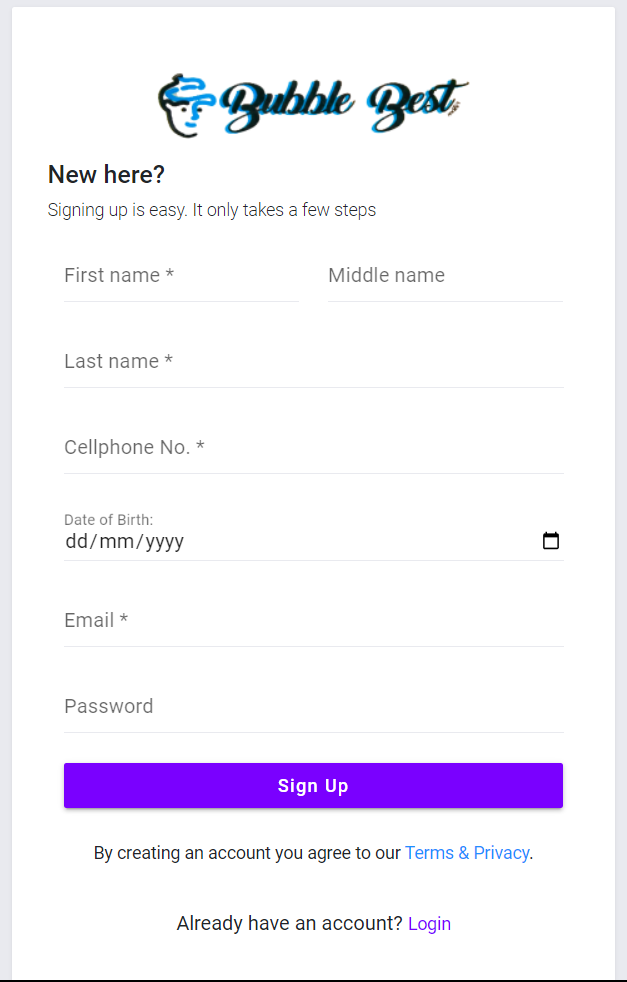 Bubble Best
New here?
Signing up is easy. It only takes a few steps
First name * Middle name
Last name *
Cellphone No. *
Date of Birth:
dd/mm/yyyy
Email *
Password
Sign Up
By creating an account you agree to our Terms & Privacy.
Already have an account? Login